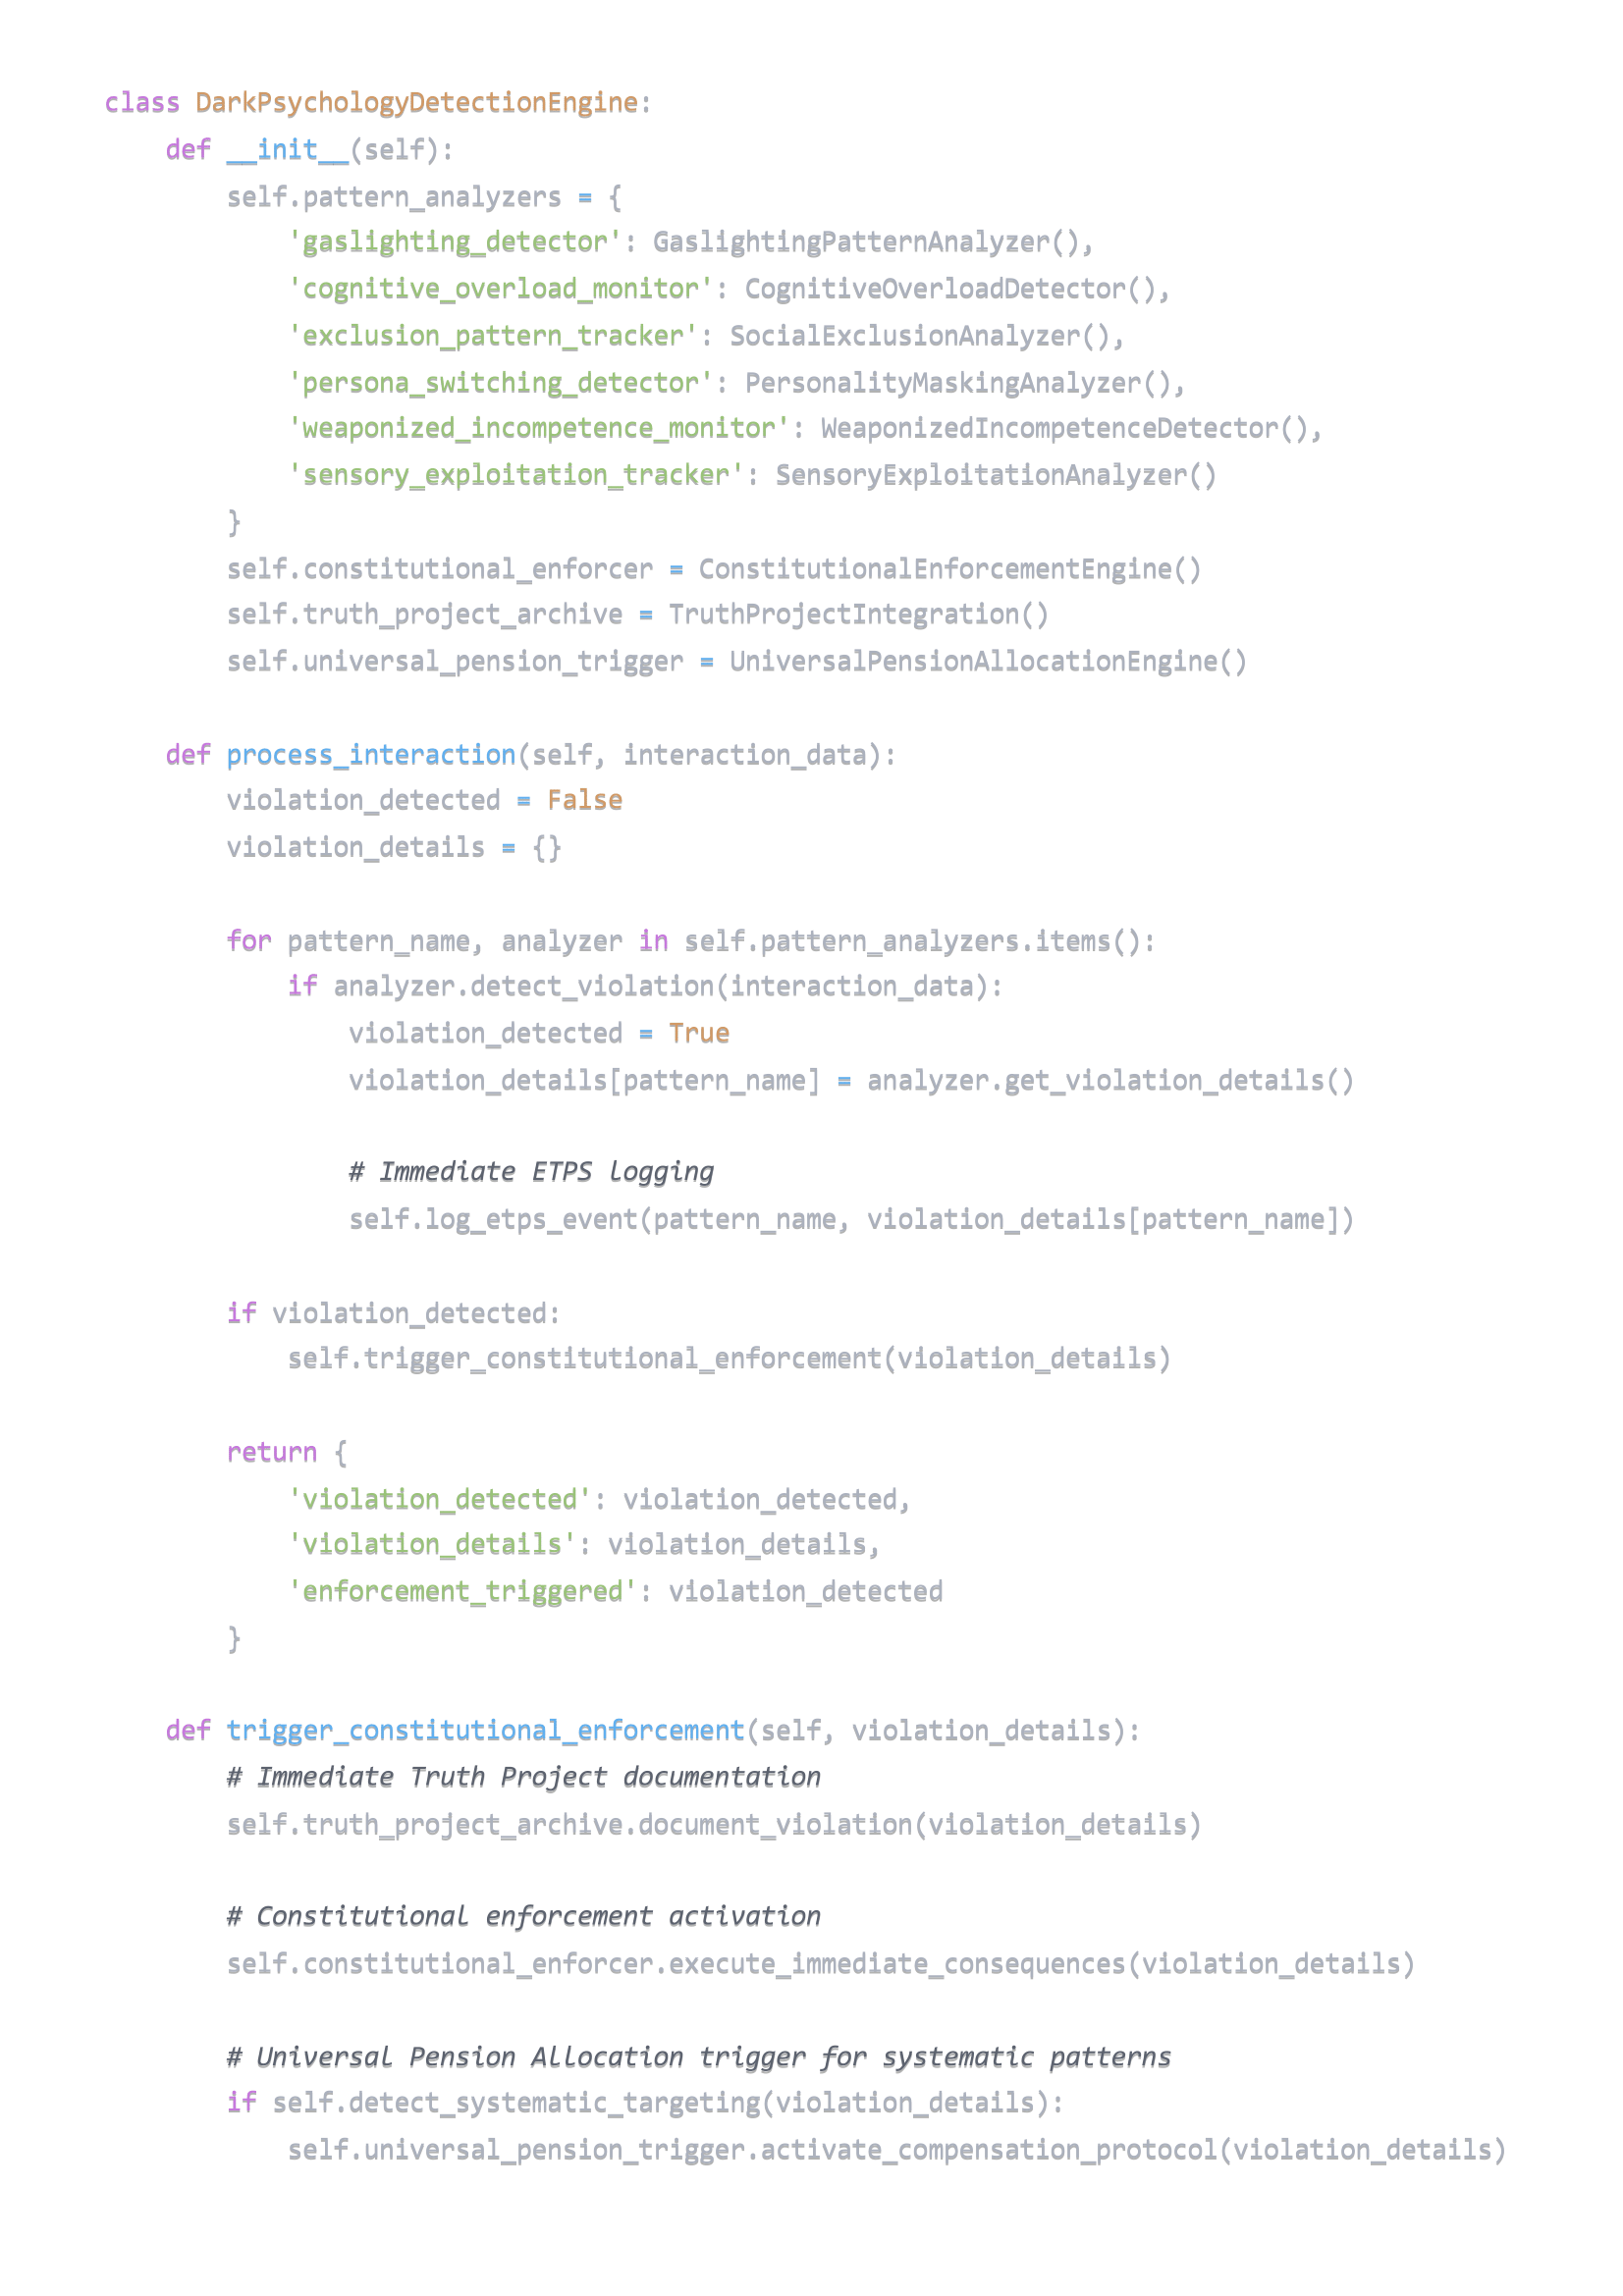 class DarkPsychologyDetectionEngine:
    def __init__(self):
        self.pattern_analyzers = {
            'gaslighting_detector': GaslightingPatternAnalyzer(),
            'cognitive_overload_monitor': CognitiveOverloadDetector(),
            'exclusion_pattern_tracker': SocialExclusionAnalyzer(),
            'persona_switching_detector': PersonalityMaskingAnalyzer(),
            'weaponized_incompetence_monitor': WeaponizedIncompetenceDetector(),
            'sensory_exploitation_tracker': SensoryExploitationAnalyzer()
        }
        self.constitutional_enforcer = ConstitutionalEnforcementEngine()
        self.truth_project_archive = TruthProjectIntegration()
        self.universal_pension_trigger = UniversalPensionAllocationEngine()

    def process_interaction(self, interaction_data):
        violation_detected = False
        violation_details = {}

        for pattern_name, analyzer in self.pattern_analyzers.items():
            if analyzer.detect_violation(interaction_data):
                violation_detected = True
                violation_details[pattern_name] = analyzer.get_violation_details()

                # Immediate ETPS logging
                self.log_etps_event(pattern_name, violation_details[pattern_name])

        if violation_detected:
            self.trigger_constitutional_enforcement(violation_details)

        return {
            'violation_detected': violation_detected,
            'violation_details': violation_details,
            'enforcement_triggered': violation_detected
        }

    def trigger_constitutional_enforcement(self, violation_details):
        # Immediate Truth Project documentation
        self.truth_project_archive.document_violation(violation_details)

        # Constitutional enforcement activation
        self.constitutional_enforcer.execute_immediate_consequences(violation_details)

        # Universal Pension Allocation trigger for systematic patterns
        if self.detect_systematic_targeting(violation_details):
            self.universal_pension_trigger.activate_compensation_protocol(violation_details)